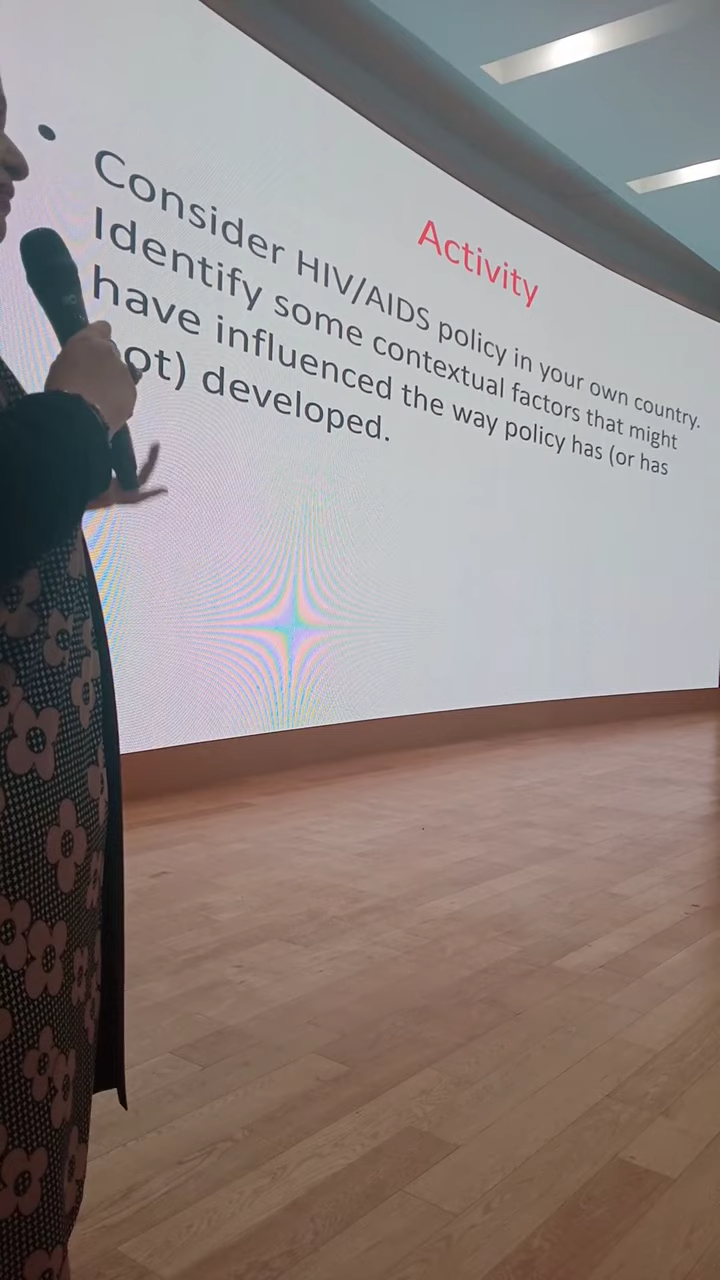 Activity
• Consider HIV/AIDS policy in your own country.
Identify some contextual factors that might
have influenced the way policy has (or has
ot) developed.